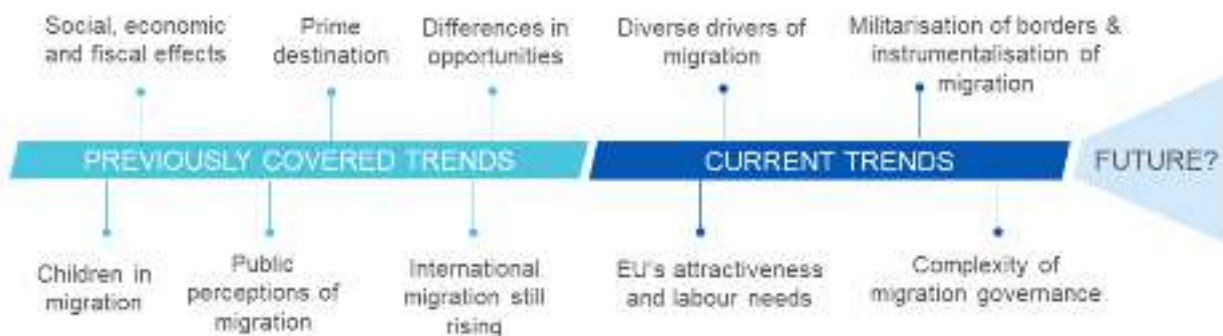 Social, economic
and fiscal effects
Prime
destination
Differences in
opportunities
Diverse drivers of
migration
Militarisation of borders &
instrumentalisation of
migration
PREVIOUSLY COVERED TRENDS
CURRENT TRENDS
FUTURE?
Children in
migration
Public
perceptions of
migration
International
migration still
rising
EU's attractiveness
and labour needs
Complexity of
migration governance